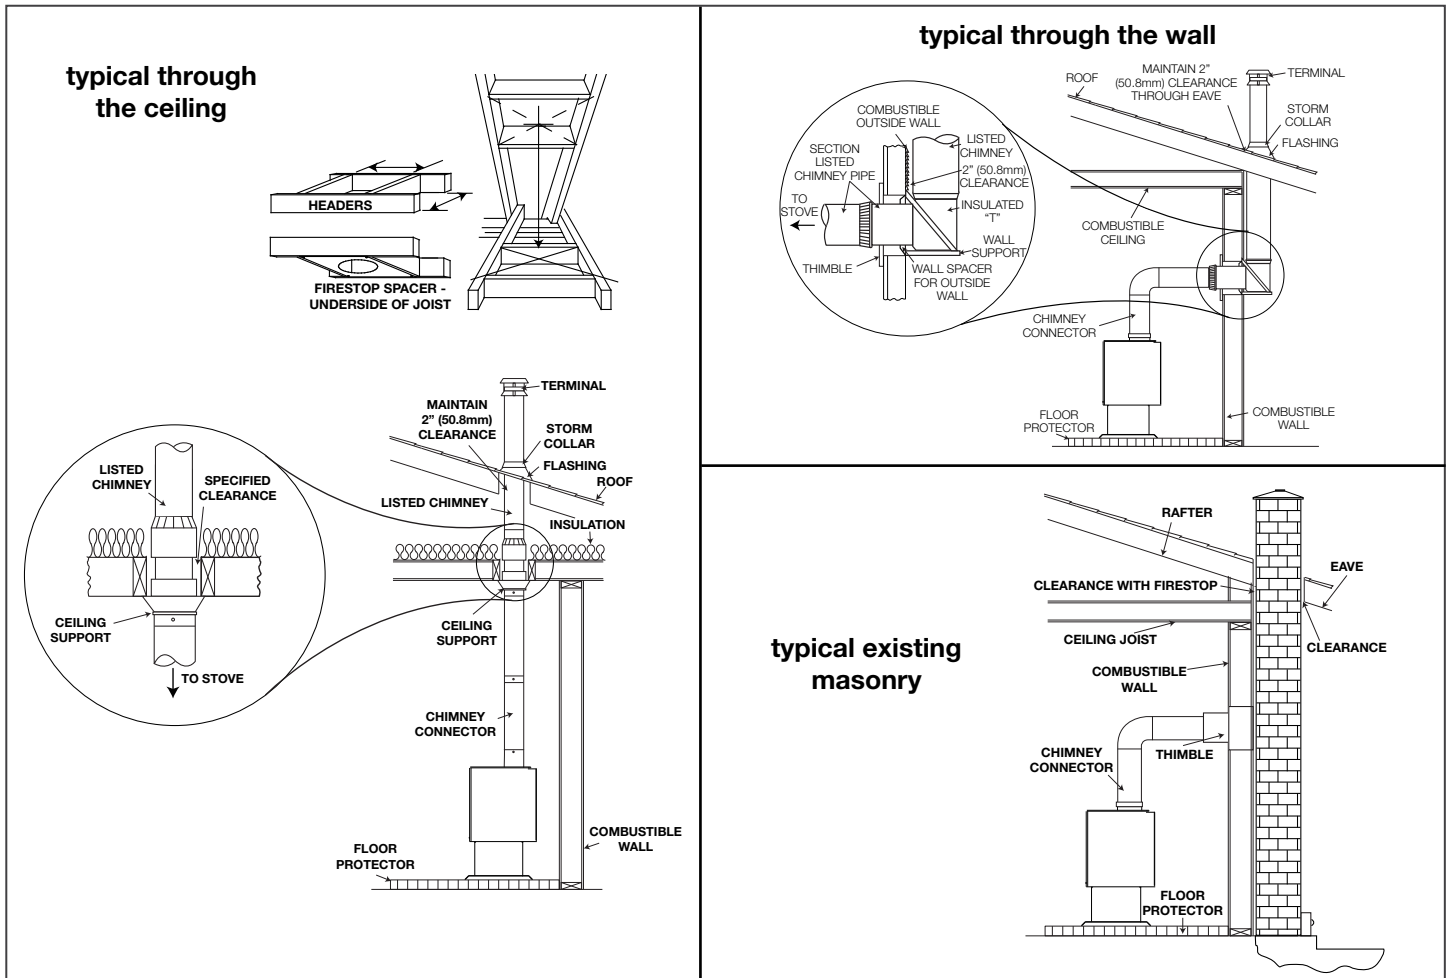 typical through
the ceiling
HEADERS
FIRESTOP SPACER -
UNDERSIDE OF JOIST
TERMINAL
MAINTAIN
2” (50.8mm)
CLEARANCE
STORM
COLLAR
FLASHING
ROOF
LISTED CHIMNEY
INSULATION
LISTED
CHIMNEY
SPECIFIED
CLEARANCE
CEILING
SUPPORT
TO STOVE
CEILING
SUPPORT
CHIMNEY
CONNECTOR
COMBUSTIBLE
WALL
FLOOR
PROTECTOR
typical through the wall
ROOF
MAINTAIN 2”
(50.8mm) CLEARANCE
THROUGH EAVE
TERMINAL
STORM
COLLAR
FLASHING
COMBUSTIBLE
OUTSIDE WALL
SECTION
LISTED
CHIMNEY PIPE
LISTED
CHIMNEY
2” (50.8mm)
CLEARANCE
TO
STOVE
INSULATED
“T”
WALL
SUPPORT
THIMBLE
WALL SPACER
FOR OUTSIDE
WALL
COMBUSTIBLE
CEILING
CHIMNEY
CONNECTOR
FLOOR
PROTECTOR
COMBUSTIBLE
WALL
typical existing
masonry
RAFTER
EAVE
CLEARANCE WITH FIRESTOP
CEILING JOIST
CLEARANCE
COMBUSTIBLE
WALL
THIMBLE
CHIMNEY
CONNECTOR
FLOOR
PROTECTOR